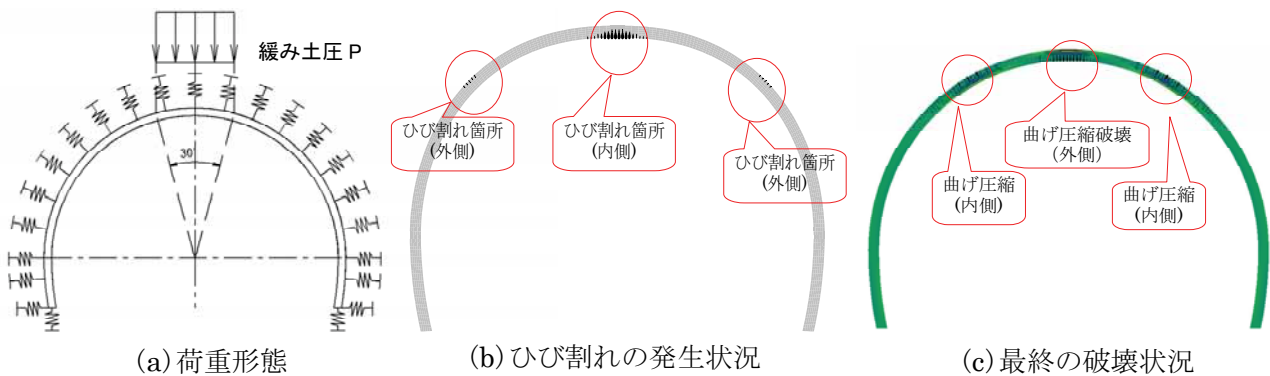 緩み土圧 P
30°
(a)荷重形態
ひび割れ箇所
(外側)
ひび割れ箇所
(内側)
ひび割れ箇所
(外側)
(b)ひび割れの発生状況
曲げ圧縮
(内側)
曲げ圧縮破壊
(外側)
曲げ圧縮
(内側)
(c)最終の破壊状況